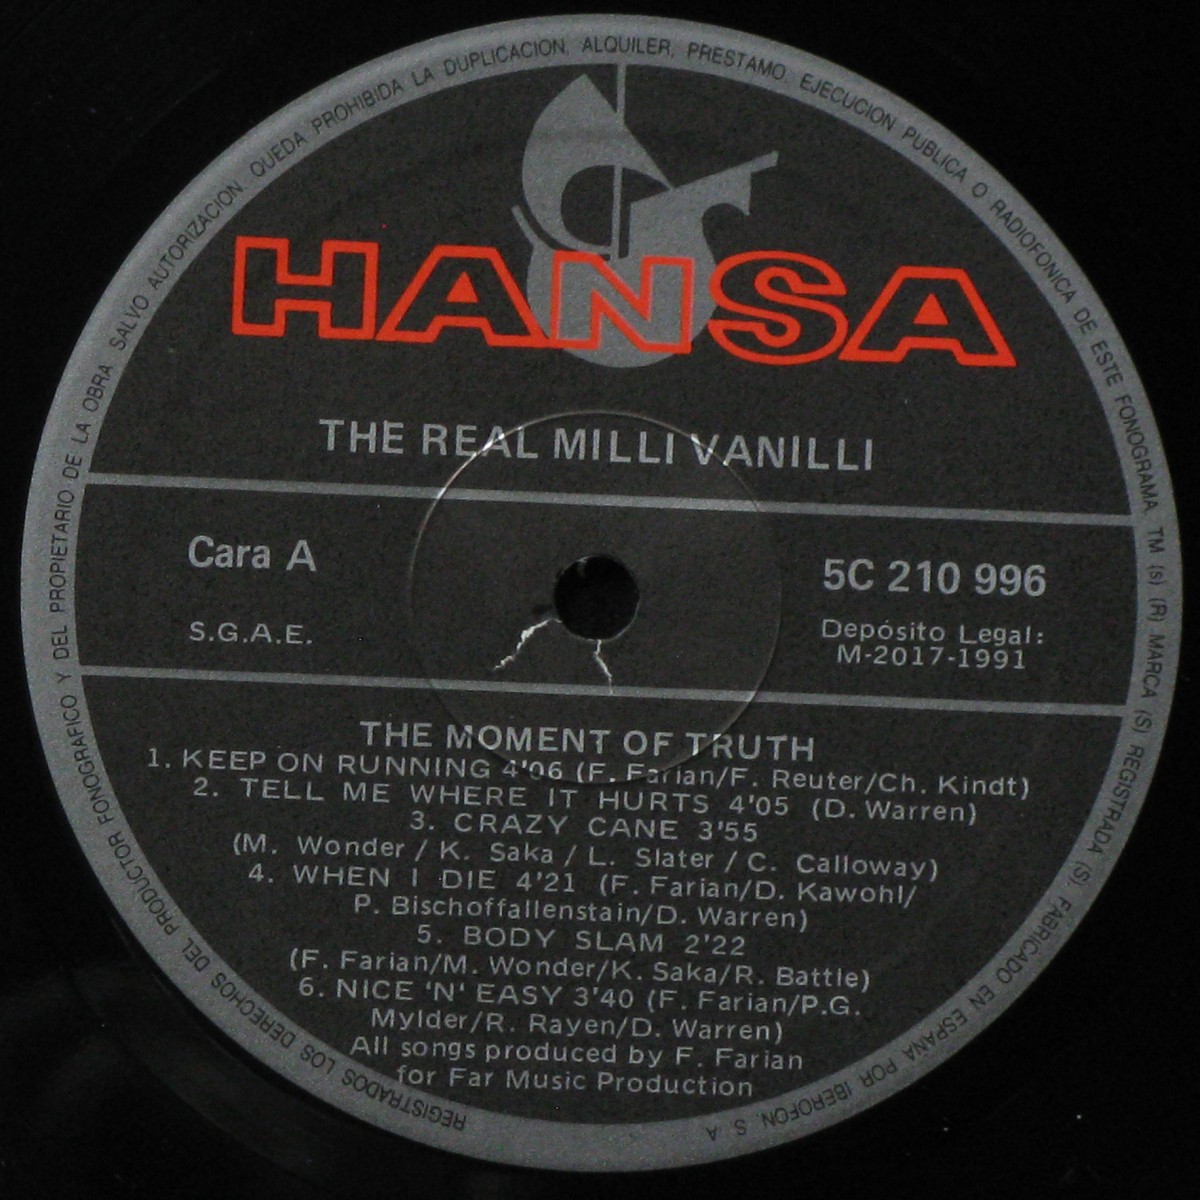 REGISTRADOS LOS DERECHOS DEL PRODUCTOR FONOGRAFICO Y DEL PROPIETARIO DE LA OBRA. SALVO AUTORIZACION, QUEDA PROHIBIDA LA DUPLICACION, ALQUILER, PRESTAMO, EJECUCION PUBLICA O RADIOFONICA DE ESTE FONOGRAMA TM (s) (R) MARCA (S) REGISTRADA (S). FABRICADO EN ESPAÑA POR IBEROFON, S. A
HANSA
THE REAL MILLI VANILLI
Cara A
5C 210 996
S.G.A.E.
Depósito Legal:
M-2017-1991
THE MOMENT OF TRUTH
1. KEEP ON RUNNING 4'06 (F. Farian/F. Reuter/Ch. Kindt)
2. TELL ME WHERE IT HURTS 4'05 (D. Warren)
3. CRAZY CANE 3'55
(M. Wonder / K. Saka / L. Slater / C. Calloway)
4. WHEN I DIE 4'21 (F. Farian/D. Kawohl/
P. Bischoffallenstain/D. Warren)
5. BODY SLAM 2'22
(F. Farian/M. Wonder/K. Saka/R. Battle)
6. NICE 'N' EASY 3'40 (F. Farian/P.G.
Mylder/R. Rayen/D. Warren)
All songs produced by F. Farian
for Far Music Production